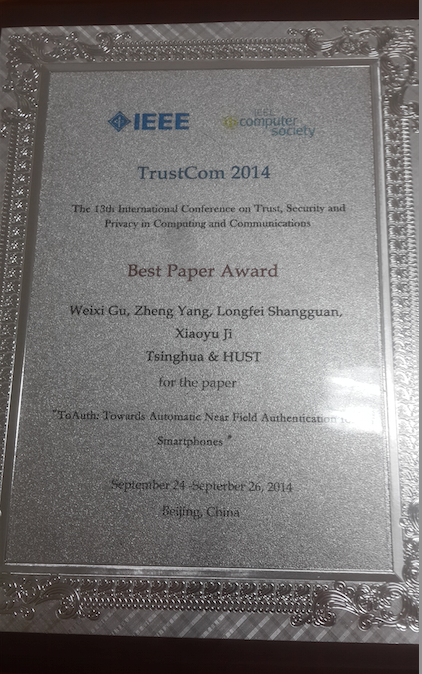 IEEE
IEEE
computer
society
TrustCom 2014
The 13th International Conference on Trust, Security and
Privacy in Computing and Communications
Best Paper Award
Weixi Gu, Zheng Yang, Longfei Shangguan,
Xiaoyu Ji
Tsinghua & HUST
for the paper
"ToAuth: Towards Automatic Near Field Authentication
Smartphones "
September 24 -September 26, 2014
Beijing, China